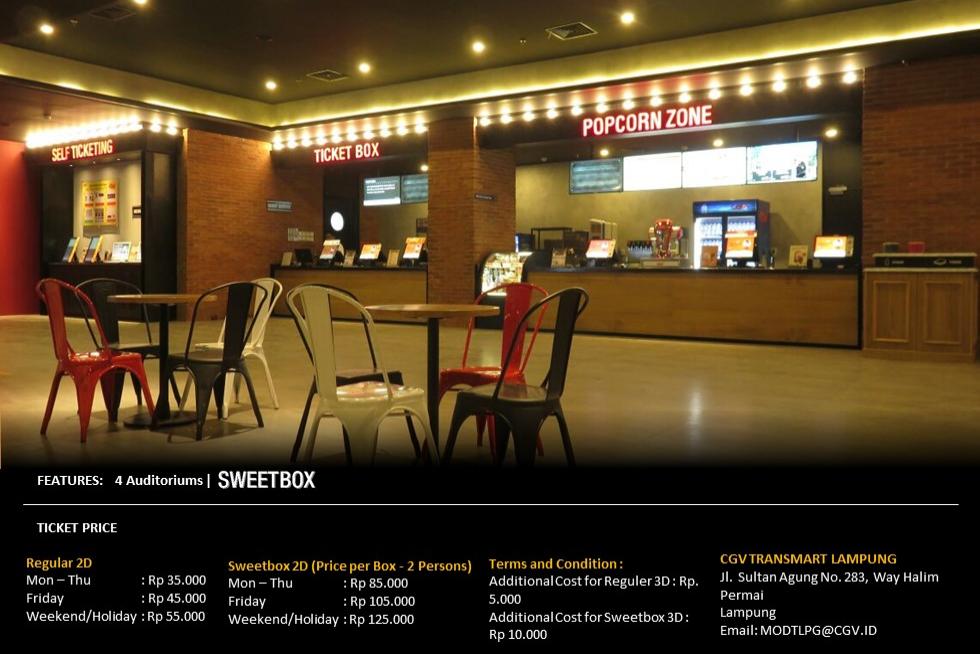 SELF TICKETING
TICKET BOX
POPCORN ZONE
FEATURES: 4 Auditoriums | SWEETBOX
TICKET PRICE
Regular 2D
Mon – Thu : Rp 35.000
Friday : Rp 45.000
Weekend/Holiday : Rp 55.000
Sweetbox 2D (Price per Box - 2 Persons)
Mon – Thu : Rp 85.000
Friday : Rp 105.000
Weekend/Holiday : Rp 125.000
Terms and Condition :
Additional Cost for Reguler 3D : Rp.
5.000
Additional Cost for Sweetbox 3D :
Rp 10.000
CGV TRANSMART LAMPUNG
Jl. Sultan Agung No. 283, Way Halim
Permai
Lampung
Email: MODTLPG@CGV.ID